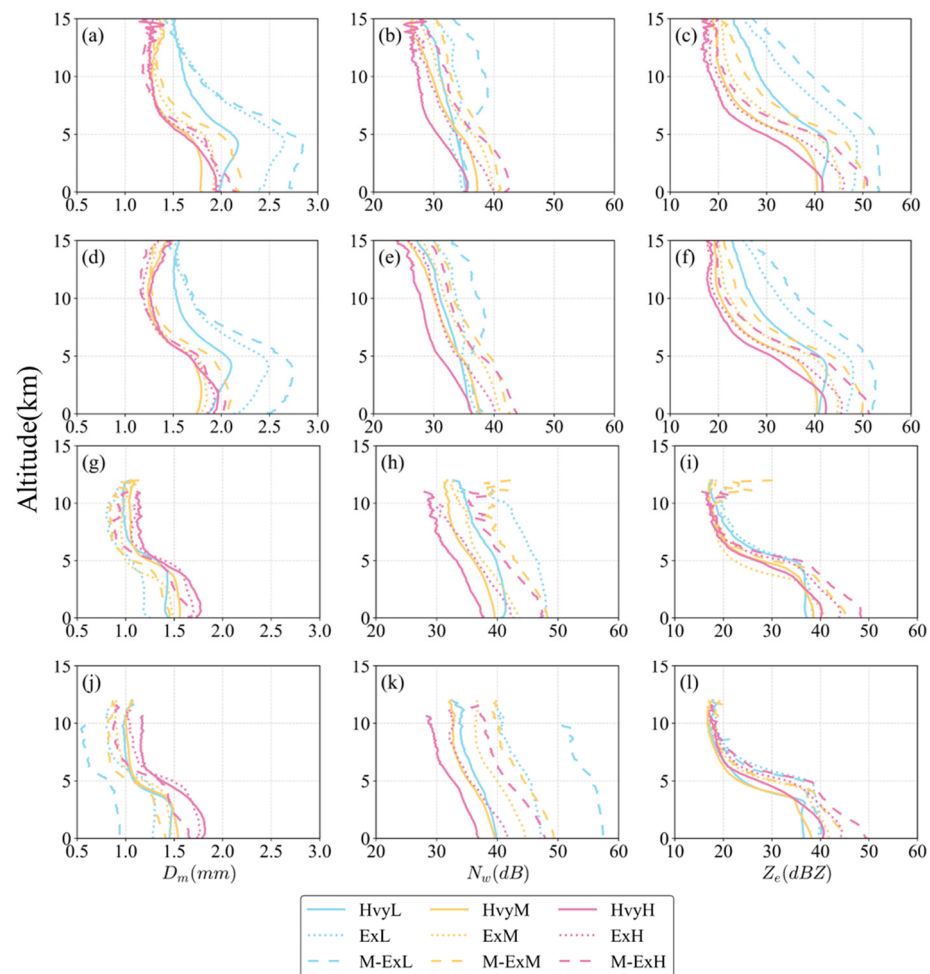 15 (a) 15 (b) 15 (c)
10 10 10
5 5 5
0 0 0
0.5 1.0 1.5 2.0 2.5 3.0 20 30 40 50 60 10 20 30 40 50 60
15 (d) 15 (e) 15 (f)
10 10 10
5 5 5
0 0 0
0.5 1.0 1.5 2.0 2.5 3.0 20 30 40 50 60 10 20 30 40 50 60
Altitude(km)
15 (g) 15 (h) 15 (i)
10 10 10
5 5 5
0 0 0
0.5 1.0 1.5 2.0 2.5 3.0 20 30 40 50 60 10 20 30 40 50 60
15 (j) 15 (k) 15 (l)
10 10 10
5 5 5
0 0 0
0.5 1.0 1.5 2.0 2.5 3.0 20 30 40 50 60 10 20 30 40 50 60
D_m(mm) N_w(dB) Z_e(dBZ)
HvyL HvyM HvyH
ExL ExM ExH
M-ExL M-ExM M-ExH